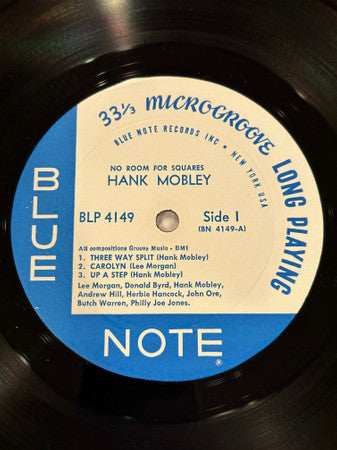 33⅓ MICROGROOVE LONG PLAYING
BLUE NOTE RECORDS INC • NEW YORK USA
NO ROOM FOR SQUARES
HANK MOBLEY
BLP 4149
Side 1
(BN 4149-A)
All compositions Groove Music - BMI
1. THREE WAY SPLIT (Hank Mobley)
2. CAROLYN (Lee Morgan)
3. UP A STEP (Hank Mobley)
Lee Morgan, Donald Byrd, Hank Mobley,
Andrew Hill, Herbie Hancock, John Ore,
Butch Warren, Philly Joe Jones.
BLUE
NOTE
®